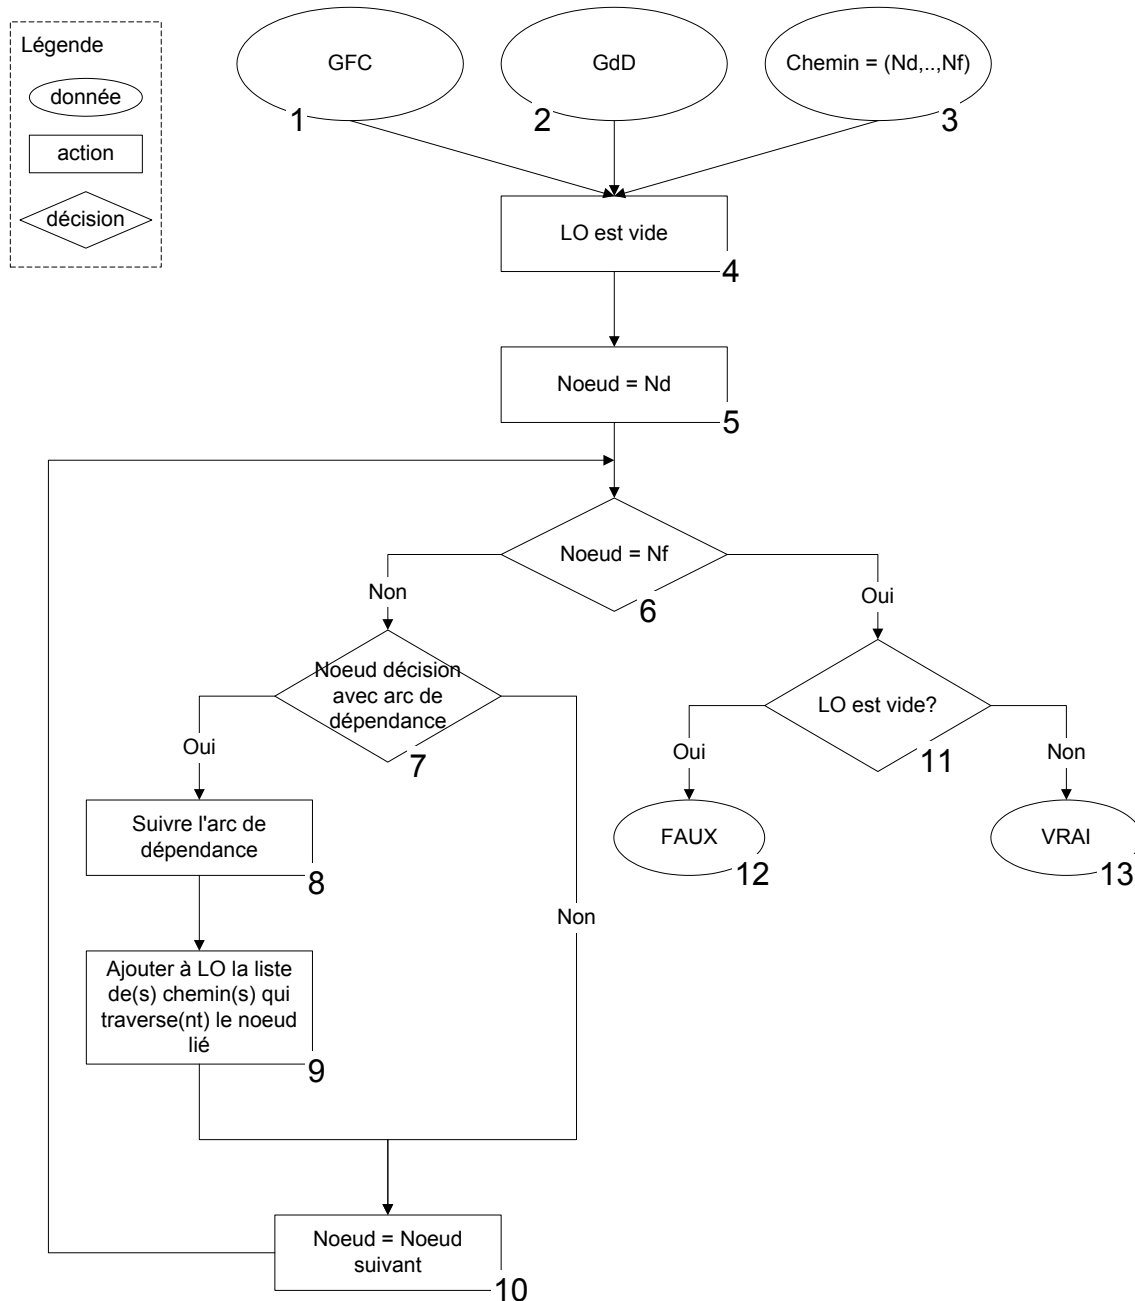 Légende
donnée
action
décision
GFC
1
GdD
2
Chemin = (Nd,..,Nf)
3
LO est vide
4
Noeud = Nd
5
Noeud = Nf
6
Non
Oui
Noeud décision
avec arc de
dépendance
7
LO est vide?
11
Oui
Non
Oui
Non
Suivre l'arc de
dépendance
8
FAUX
12
VRAI
13
Ajouter à LO la liste
de(s) chemin(s) qui
traverse(nt) le noeud
lié
9
Noeud = Noeud
suivant
10